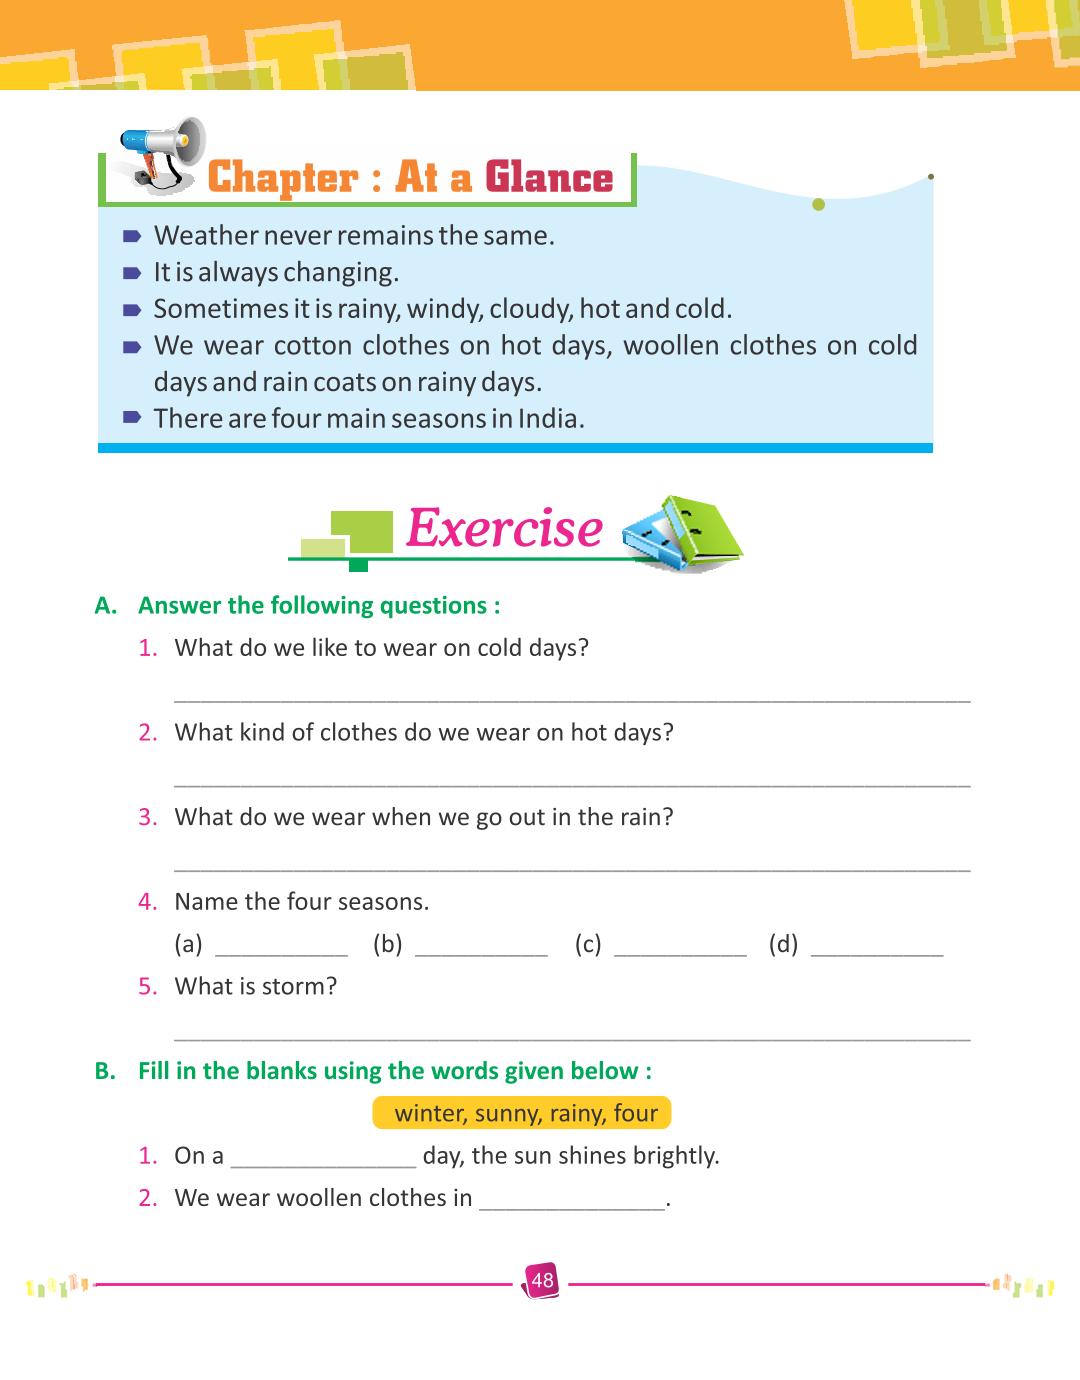 Chapter : At a Glance
Weather never remains the same.
It is always changing.
Sometimes it is rainy, windy, cloudy, hot and cold.
We wear cotton clothes on hot days, woollen clothes on cold
days and rain coats on rainy days.
There are four main seasons in India.
Exercise
A. Answer the following questions :
1. What do we like to wear on cold days?
2. What kind of clothes do we wear on hot days?
3. What do we wear when we go out in the rain?
4. Name the four seasons.
(a) __________ (b) __________ (c) __________ (d) __________
5. What is storm?
B. Fill in the blanks using the words given below :
winter, sunny, rainy, four
1. On a ______________ day, the sun shines brightly.
2. We wear woollen clothes in ______________.
48